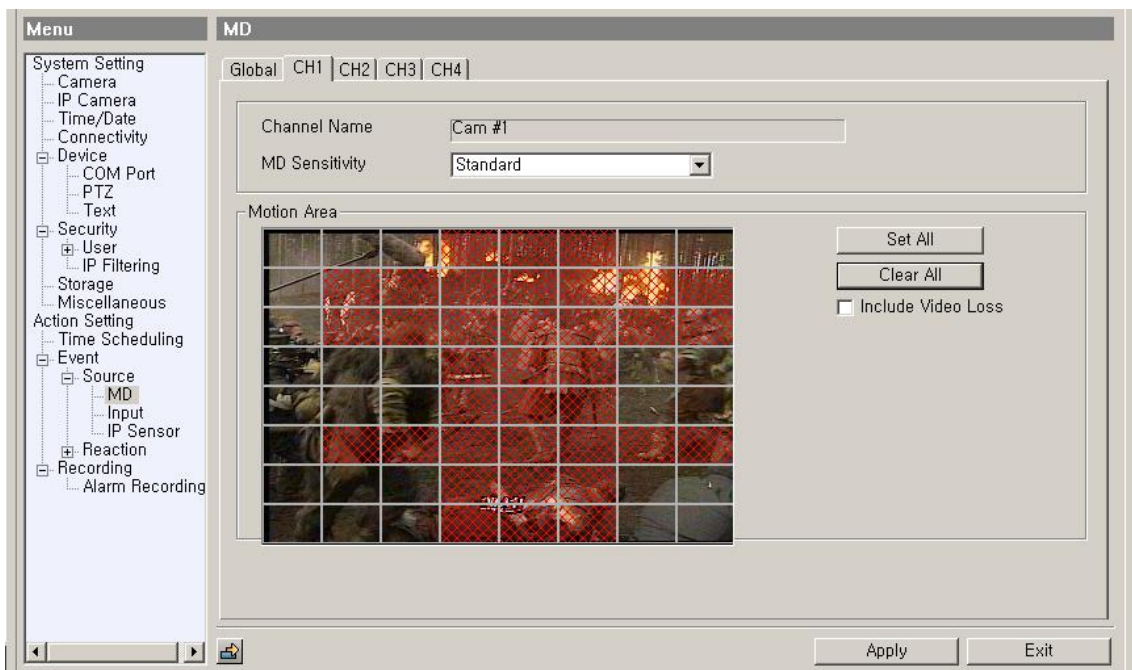 Menu
MD
System Setting
Camera
IP Camera
Time/Date
Connectivity
Device
COM Port
PTZ
Text
Security
User
IP Filtering
Storage
Miscellaneous
Action Setting
Time Scheduling
Event
Source
MD
Input
IP Sensor
Reaction
Recording
Alarm Recording
Global CH1 CH2 CH3 CH4
Channel Name Cam #1
MD Sensitivity Standard
Motion Area
Set All
Clear All
Include Video Loss
Apply Exit